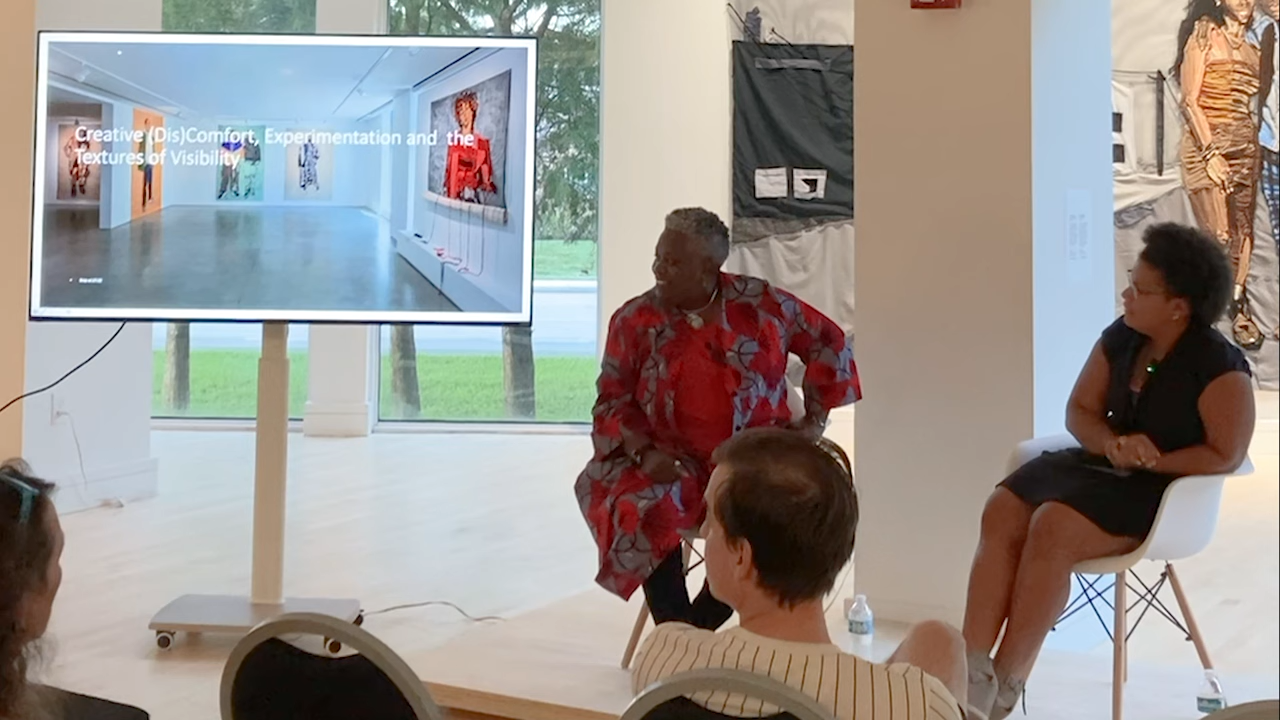 Creative (Dis)Comfort, Experimentation and the
Textures of Visibility